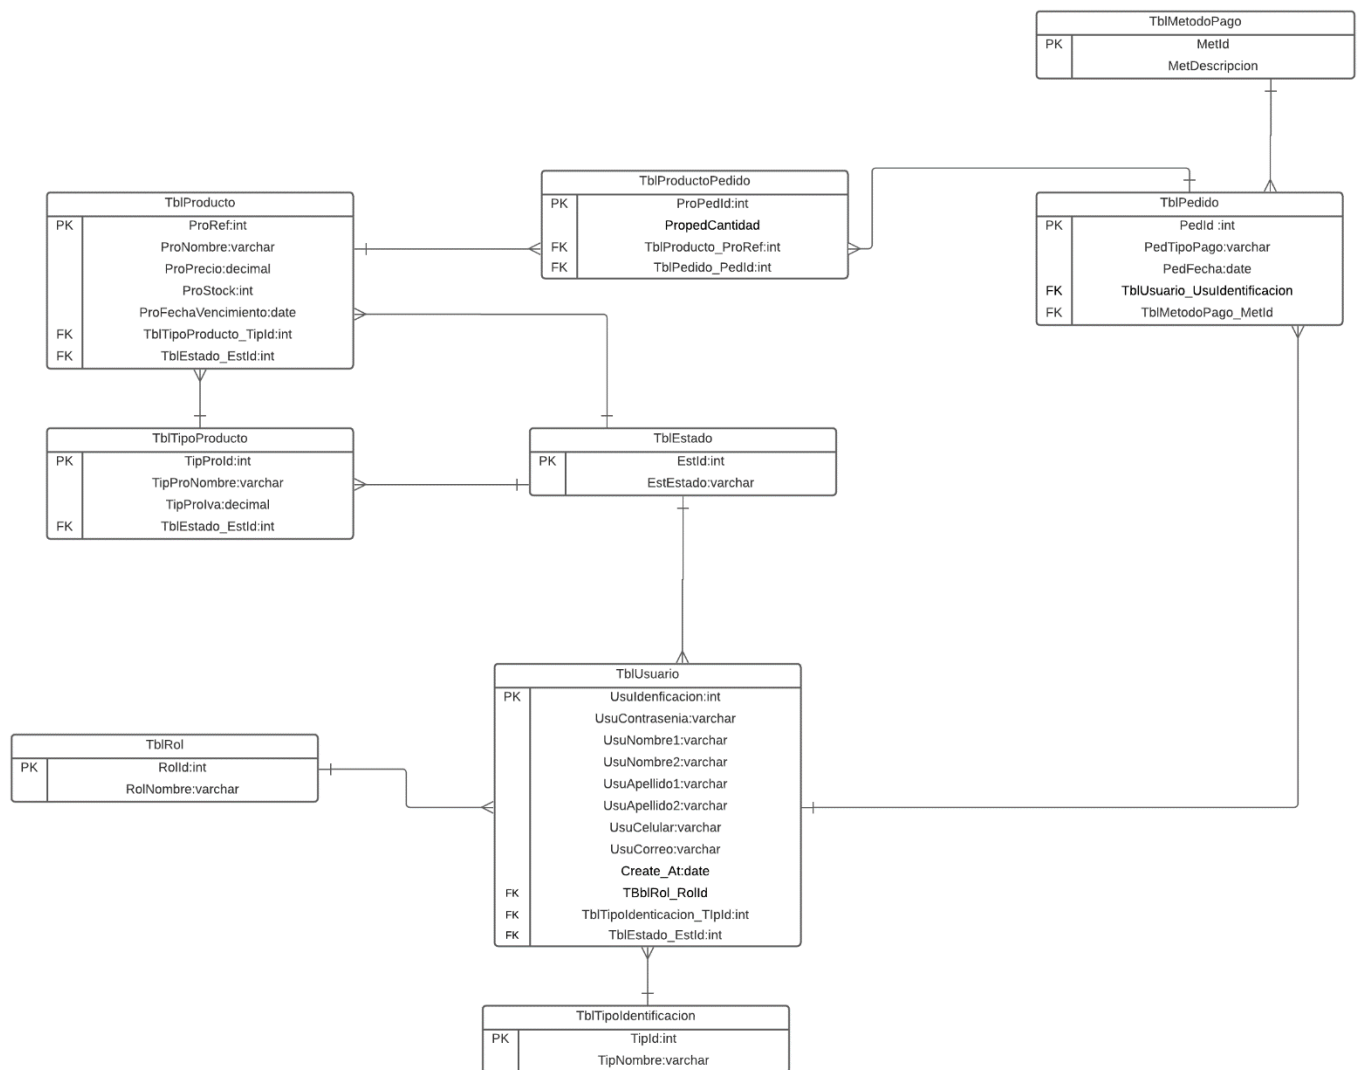 TblMetodoPago
PK MetId
MetDescripcion
TblProductoPedido
PK ProPedId:int
PropedCantidad
FK TblProducto_ProRef:int
FK TblPedido_PedId:int
TblProducto
PK ProRef:int
ProNombre:varchar
ProPrecio:decimal
ProStock:int
ProFechaVencimiento:date
FK TblTipoProducto_TipId:int
FK TblEstado_EstId:int
TblPedido
PK PedId :int
PedTipoPago:varchar
PedFecha:date
FK TblUsuario_UsuIdentificacion
FK TblMetodoPago_MetId
TblTipoProducto
PK TipProId:int
TipProNombre:varchar
TipProIva:decimal
FK TblEstado_EstId:int
TblEstado
PK EstId:int
EstEstado:varchar
TblUsuario
PK UsuIdenficacion:int
UsuContrasenia:varchar
UsuNombre1:varchar
UsuNombre2:varchar
UsuApellido1:varchar
UsuApellido2:varchar
UsuCelular:varchar
UsuCorreo:varchar
Create_At:date
FK TBblRol_RolId
FK TblTipoIdenticacion_TIpId:int
FK TblEstado_EstId:int
TblRol
PK RolId:int
RolNombre:varchar
TblTipoIdentificacion
PK TipId:int
TipNombre:varchar